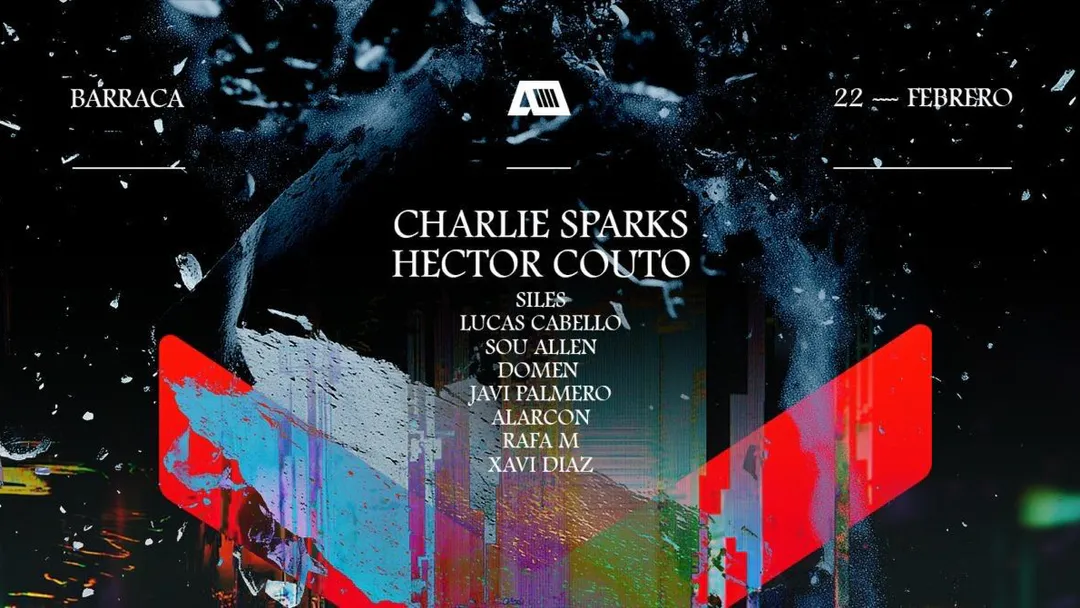 BARRACA
22 — FEBRERO
CHARLIE SPARKS
HECTOR COUTO
SILES
LUCAS CABELLO
SOU ALLEN
DOMEN
JAVI PALMERO
ALARCON
RAFA M
XAVI DIAZ